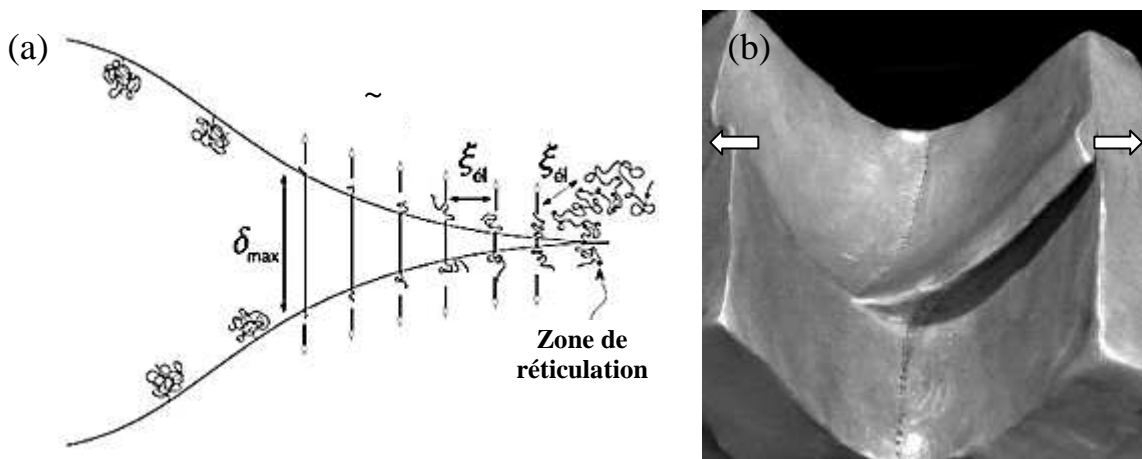 (a)
~
ξél
ξél
δmax
Zone de
réticulation
(b)